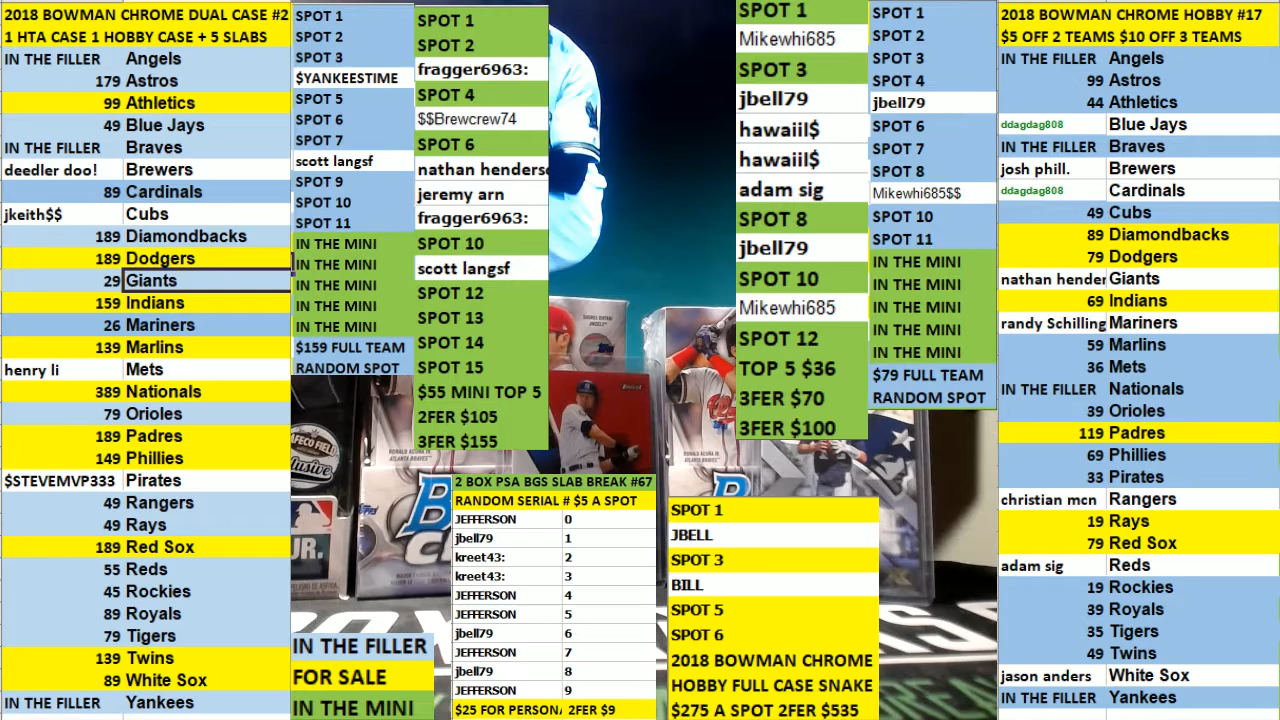 2018 BOWMAN CHROME DUAL CASE #2
1 HTA CASE 1 HOBBY CASE + 5 SLABS
IN THE FILLER Angels
179 Astros
99 Athletics
49 Blue Jays
IN THE FILLER Braves
deedler doo! Brewers
89 Cardinals
jkeith$$ Cubs
189 Diamondbacks
189 Dodgers
29 Giants
159 Indians
26 Mariners
139 Marlins
henry li Mets
389 Nationals
79 Orioles
189 Padres
149 Phillies
$STEVEMVP333 Pirates
49 Rangers
49 Rays
189 Red Sox
55 Reds
45 Rockies
89 Royals
79 Tigers
139 Twins
89 White Sox
IN THE FILLER Yankees
SPOT 1
SPOT 2
SPOT 3
$YANKEESTIME
SPOT 5
SPOT 6
SPOT 7
scott langsf
SPOT 9
SPOT 10
SPOT 11
IN THE MINI
IN THE MINI
IN THE MINI
IN THE MINI
IN THE MINI
$159 FULL TEAM
RANDOM SPOT
SPOT 1
SPOT 2
fragger6963:
SPOT 4
$$Brewcrew74
SPOT 6
nathan henders
jeremy arn
fragger6963:
SPOT 10
scott langsf
SPOT 12
SPOT 13
SPOT 14
SPOT 15
$55 MINI TOP 5
2FER $105
3FER $155
IN THE FILLER
FOR SALE
IN THE MINI
2 BOX PSA BGS SLAB BREAK #67
RANDOM SERIAL # $5 A SPOT
JEFFERSON 0
jbell79 1
kreet43: 2
kreet43: 3
JEFFERSON 4
JEFFERSON 5
jbell79 6
JEFFERSON 7
jbell79 8
JEFFERSON 9
$25 FOR PERSONA 2FER $9
SPOT 1
JBELL
SPOT 3
BILL
SPOT 5
SPOT 6
2018 BOWMAN CHROME
HOBBY FULL CASE SNAKE
$275 A SPOT 2FER $535
SPOT 1
Mikewhi685
SPOT 3
jbell79
hawaiil$
hawaiil$
adam sig
SPOT 8
jbell79
SPOT 10
Mikewhi685
SPOT 12
TOP 5 $36
3FER $70
3FER $100
SPOT 1
SPOT 2
SPOT 3
SPOT 4
jbell79
SPOT 6
SPOT 7
SPOT 8
Mikewhi685$$
SPOT 10
SPOT 11
IN THE MINI
IN THE MINI
IN THE MINI
IN THE MINI
IN THE MINI
$79 FULL TEAM
RANDOM SPOT
2018 BOWMAN CHROME HOBBY #17
$5 OFF 2 TEAMS $10 OFF 3 TEAMS
IN THE FILLER Angels
99 Astros
44 Athletics
ddagdag808 Blue Jays
IN THE FILLER Braves
josh phill. Brewers
ddagdag808 Cardinals
49 Cubs
89 Diamondbacks
79 Dodgers
nathan hender Giants
69 Indians
randy Schilling Mariners
59 Marlins
36 Mets
IN THE FILLER Nationals
39 Orioles
119 Padres
69 Phillies
33 Pirates
christian mcn Rangers
19 Rays
79 Red Sox
adam sig Reds
19 Rockies
39 Royals
35 Tigers
49 Twins
jason anders White Sox
IN THE FILLER Yankees